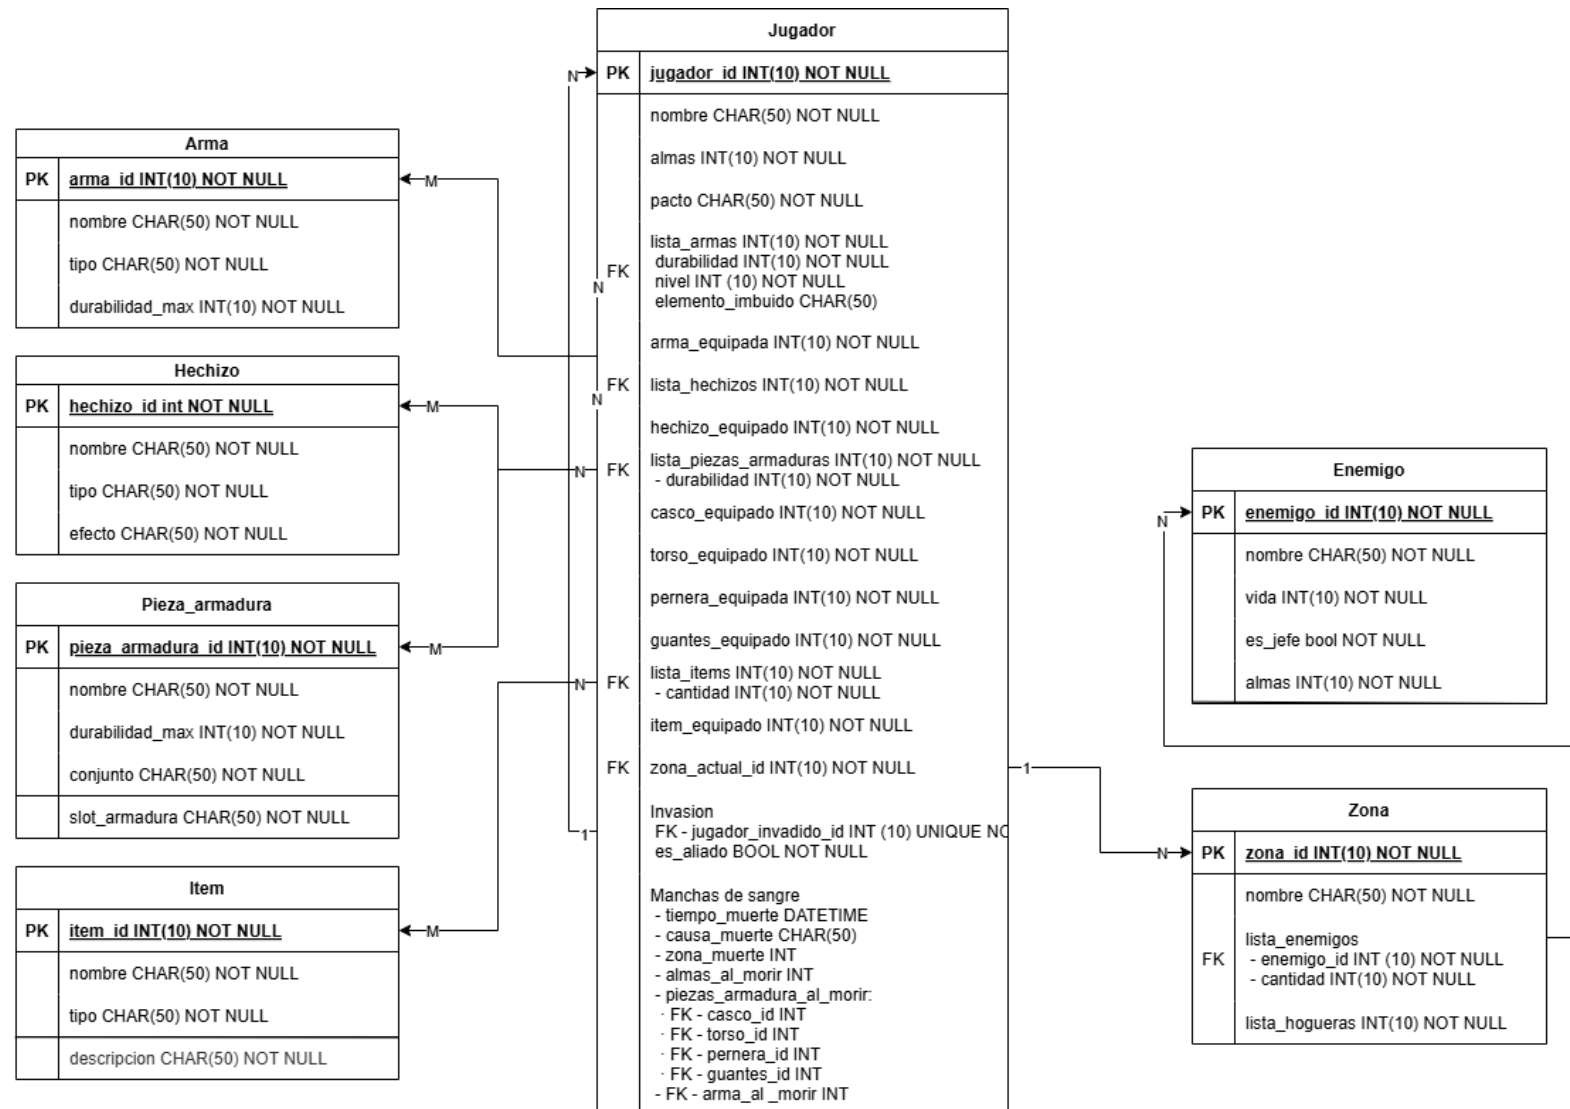 Jugador
PK jugador_id INT(10) NOT NULL
nombre CHAR(50) NOT NULL
almas INT(10) NOT NULL
pacto CHAR(50) NOT NULL
FK lista_armas INT(10) NOT NULL
durabilidad INT(10) NOT NULL
nivel INT (10) NOT NULL
elemento_imbuido CHAR(50)
arma_equipada INT(10) NOT NULL
FK lista_hechizos INT(10) NOT NULL
hechizo_equipado INT(10) NOT NULL
FK lista_piezas_armaduras INT(10) NOT NULL
- durabilidad INT(10) NOT NULL
casco_equipado INT(10) NOT NULL
torso_equipado INT(10) NOT NULL
pernera_equipada INT(10) NOT NULL
guantes_equipado INT(10) NOT NULL
FK lista_items INT(10) NOT NULL
- cantidad INT(10) NOT NULL
item_equipado INT(10) NOT NULL
FK zona_actual_id INT(10) NOT NULL
Invasion
FK - jugador_invadido_id INT (10) UNIQUE NO
es_aliado BOOL NOT NULL
Manchas de sangre
- tiempo_muerte DATETIME
- causa_muerte CHAR(50)
- zona_muerte INT
- almas_al_morir INT
- piezas_armadura_al_morir:
· FK - casco_id INT
· FK - torso_id INT
· FK - pernera_id INT
· FK - guantes_id INT
- FK - arma_al _morir INT
Arma
PK arma_id INT(10) NOT NULL
nombre CHAR(50) NOT NULL
tipo CHAR(50) NOT NULL
durabilidad_max INT(10) NOT NULL
Hechizo
PK hechizo_id int NOT NULL
nombre CHAR(50) NOT NULL
tipo CHAR(50) NOT NULL
efecto CHAR(50) NOT NULL
Pieza_armadura
PK pieza_armadura_id INT(10) NOT NULL
nombre CHAR(50) NOT NULL
durabilidad_max INT(10) NOT NULL
conjunto CHAR(50) NOT NULL
slot_armadura CHAR(50) NOT NULL
Item
PK item_id INT(10) NOT NULL
nombre CHAR(50) NOT NULL
tipo CHAR(50) NOT NULL
descripcion CHAR(50) NOT NULL
Enemigo
PK enemigo_id INT(10) NOT NULL
nombre CHAR(50) NOT NULL
vida INT(10) NOT NULL
es_jefe bool NOT NULL
almas INT(10) NOT NULL
Zona
PK zona_id INT(10) NOT NULL
nombre CHAR(50) NOT NULL
lista_enemigos
FK - enemigo_id INT (10) NOT NULL
- cantidad INT(10) NOT NULL
lista_hogueras INT(10) NOT NULL
N
M
N
M
N
N
M
N
M
1
1
N
N